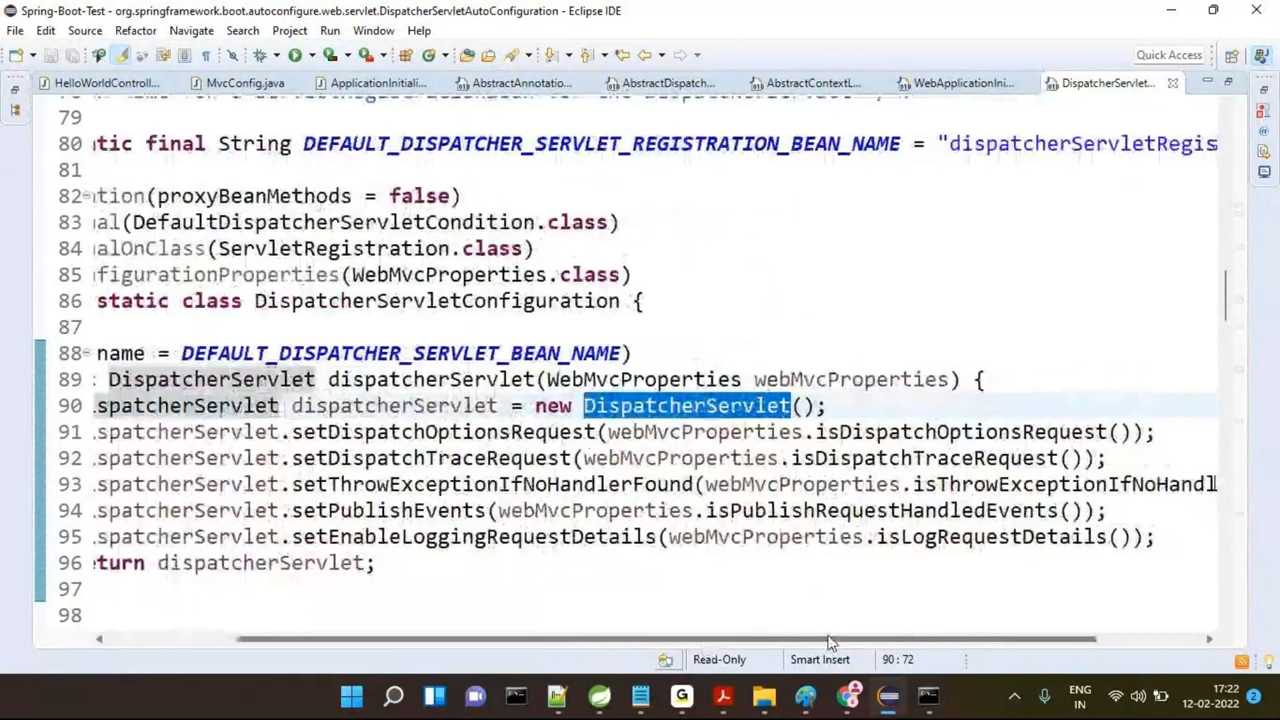 Spring-Boot-Test - org.springframework.boot.autoconfigure.web.servlet.DispatcherServletAutoConfiguration - Eclipse IDE
File Edit Source Refactor Navigate Search Project Run Window Help
Quick Access
HelloWorldControll... MvcConfig.java ApplicationInitiali... AbstractAnnotatio... AbstractDispatch... AbstractContextL... WebApplicationIni... DispatcherServlet...
79
80 tic final String DEFAULT_DISPATCHER_SERVLET_REGISTRATION_BEAN_NAME = "dispatcherServletRegis
81
82 tion(proxyBeanMethods = false)
83 al(DefaultDispatcherServletCondition.class)
84 alOnClass(ServletRegistration.class)
85 figurationProperties(WebMvcProperties.class)
86 static class DispatcherServletConfiguration {
87
88 name = DEFAULT_DISPATCHER_SERVLET_BEAN_NAME)
89 : DispatcherServlet dispatcherServlet(WebMvcProperties webMvcProperties) {
90 .spatcherServlet dispatcherServlet = new DispatcherServlet();
91 .spatcherServlet.setDispatchOptionsRequest(webMvcProperties.isDispatchOptionsRequest());
92 .spatcherServlet.setDispatchTraceRequest(webMvcProperties.isDispatchTraceRequest());
93 .spatcherServlet.setThrowExceptionIfNoHandlerFound(webMvcProperties.isThrowExceptionIfNoHandl
94 .spatcherServlet.setPublishEvents(webMvcProperties.isPublishRequestHandledEvents());
95 .spatcherServlet.setEnableLoggingRequestDetails(webMvcProperties.isLogRequestDetails());
96 turn dispatcherServlet;
97
98
Read-Only Smart Insert 90 : 72
ENG
IN
17:22
12-02-2022
2